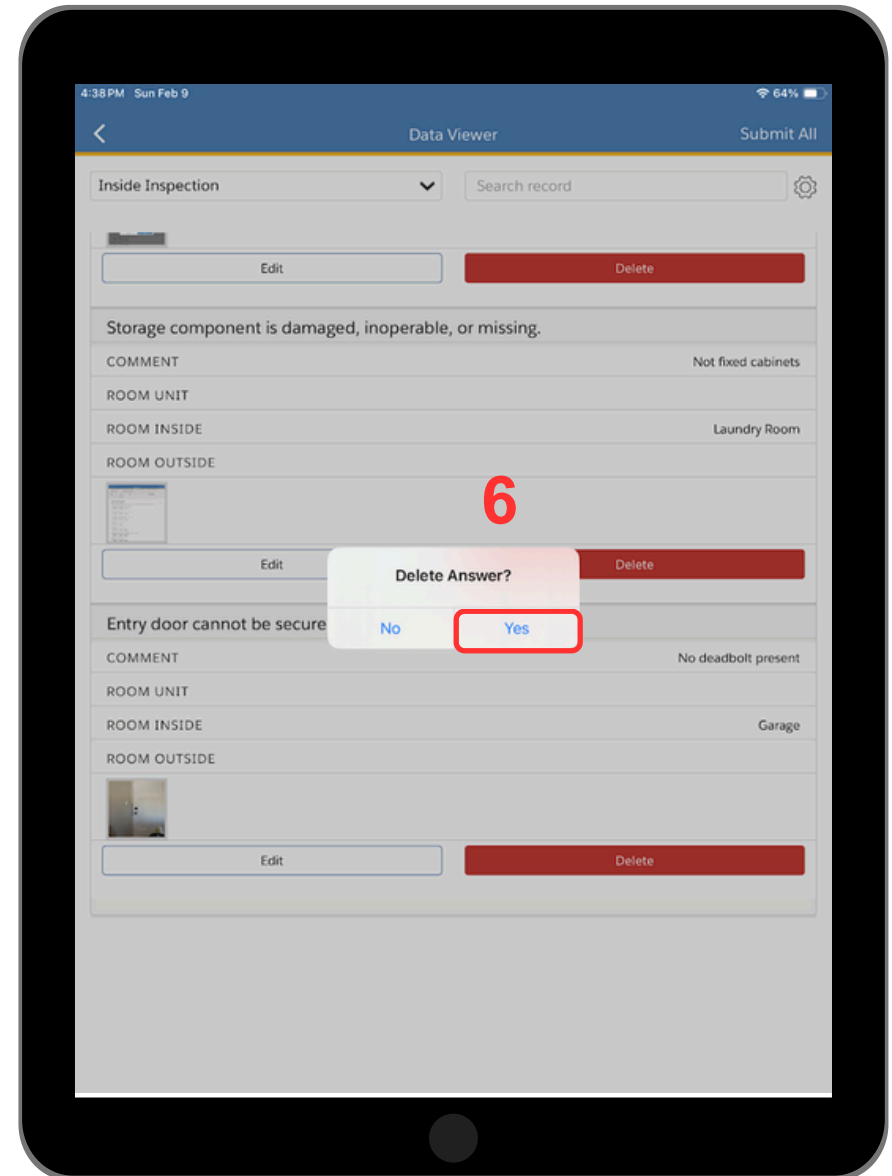 4:38 PM Sun Feb 9 64%
Data Viewer Submit All
Inside Inspection Search record
Edit Delete
Storage component is damaged, inoperable, or missing.
COMMENT Not fixed cabinets
ROOM UNIT
ROOM INSIDE Laundry Room
ROOM OUTSIDE
6
Edit Delete
Delete Answer?
Entry door cannot be secure
No Yes
COMMENT No deadbolt present
ROOM UNIT
ROOM INSIDE Garage
ROOM OUTSIDE
Edit Delete